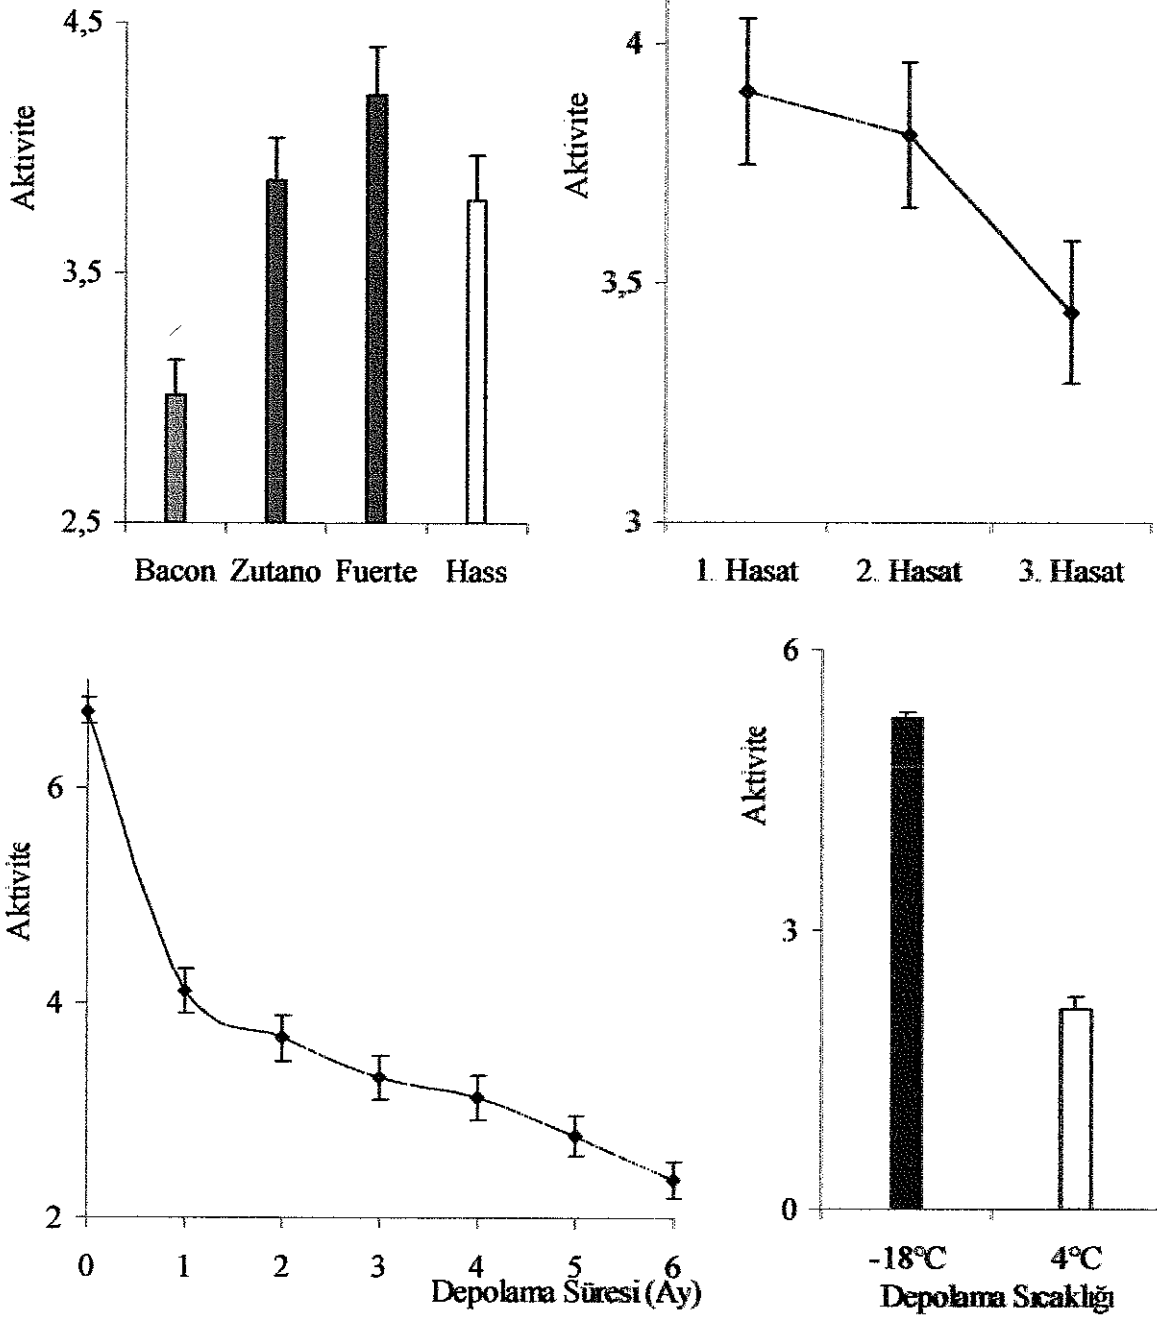 4,5
Aktivite
3,5
2,5
Bacon Zutano Fuerte Hass
4
Aktivite
3,5
3
1. Hasat 2. Hasat 3. Hasat
6
Aktivite
4
2
0 1 2 3 4 5 6
Depolama Süresi (Ay)
6
Aktivite
3
0
-18°C 4°C
Depolama Sıcaklığı